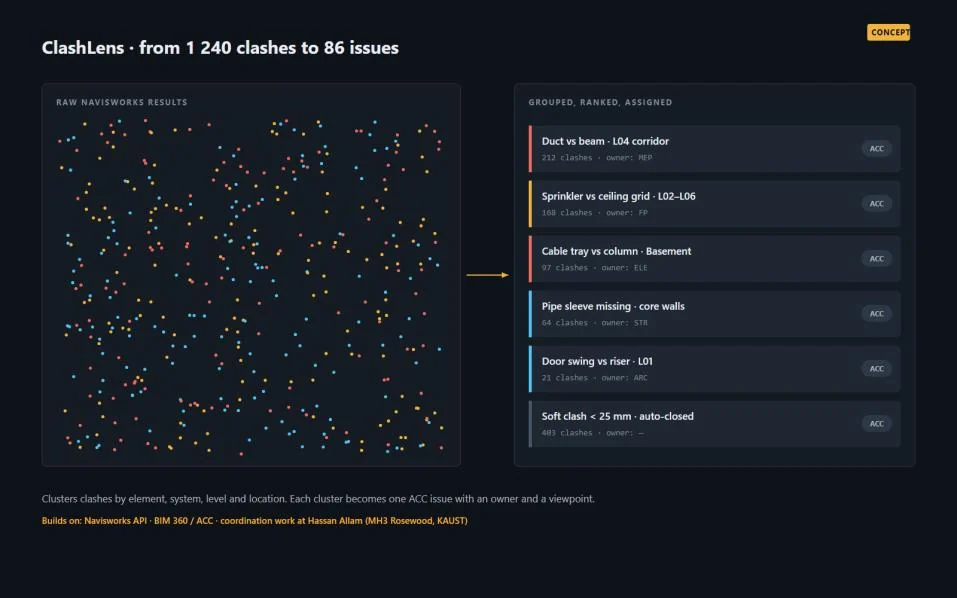 ClashLens · from 1 240 clashes to 86 issues
CONCEPT
RAW NAVISWORKS RESULTS
GROUPED, RANKED, ASSIGNED
Duct vs beam · L04 corridor
212 clashes · owner: MEP
ACC
Sprinkler vs ceiling grid · L02–L06
168 clashes · owner: FP
ACC
Cable tray vs column · Basement
97 clashes · owner: ELE
ACC
Pipe sleeve missing · core walls
64 clashes · owner: STR
ACC
Door swing vs riser · L01
21 clashes · owner: ARC
ACC
Soft clash < 25 mm · auto-closed
403 clashes · owner: —
ACC
Clusters clashes by element, system, level and location. Each cluster becomes one ACC issue with an owner and a viewpoint.
Builds on: Navisworks API · BIM 360 / ACC · coordination work at Hassan Allam (MH3 Rosewood, KAUST)